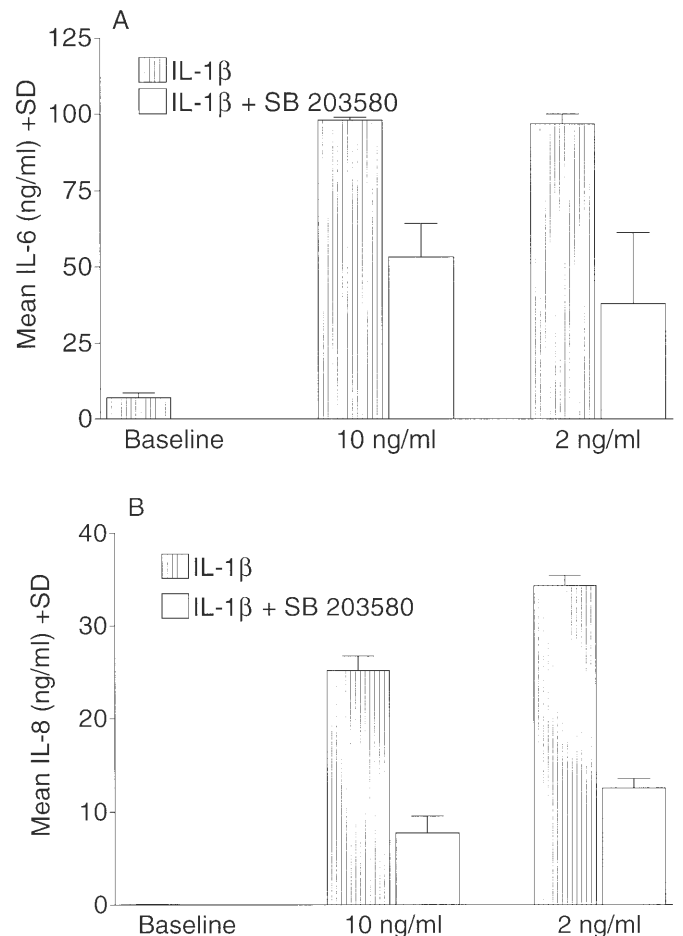 A
125
100
75
50
25
0
Mean IL-6 (ng/ml) +SD
IL-1β
IL-1β + SB 203580
Baseline 10 ng/ml 2 ng/ml
B
40
30
20
10
0
Mean IL-8 (ng/ml) +SD
IL-1β
IL-1β + SB 203580
Baseline 10 ng/ml 2 ng/ml